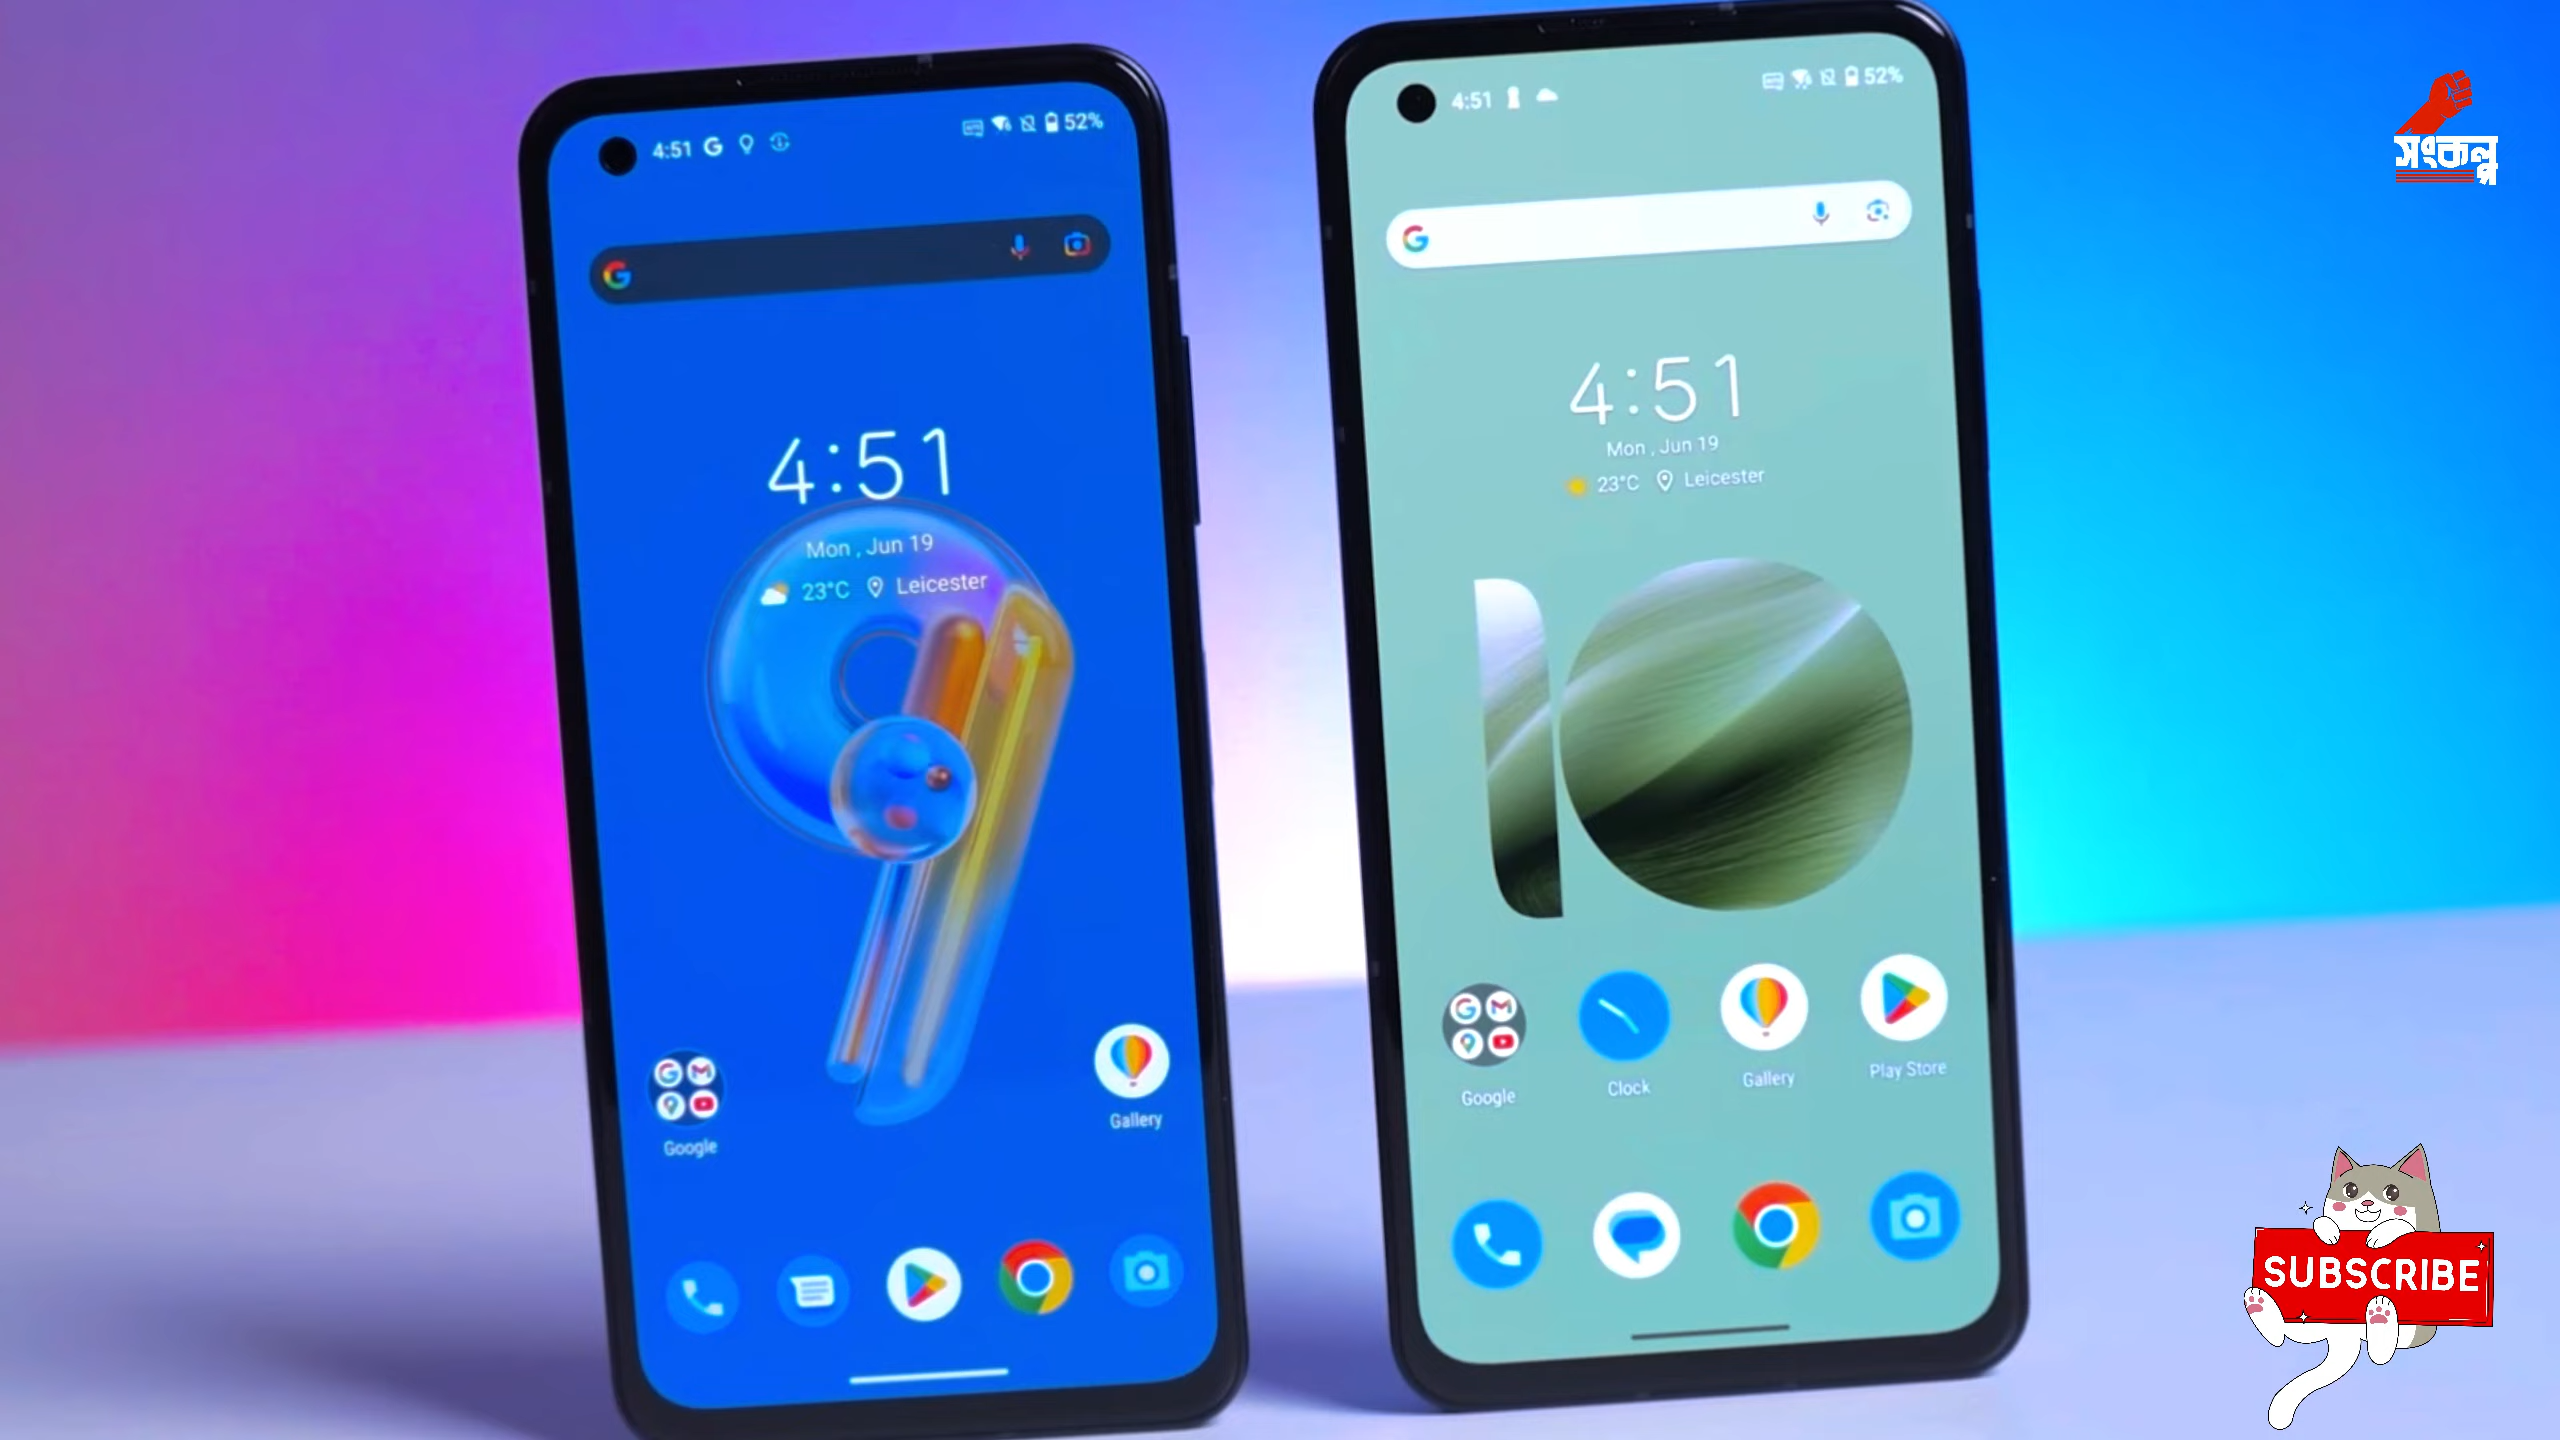 4:51
52%
4:51
Mon , Jun 19
23°C Leicester
Google
Gallery
4:51
52%
4:51
Mon , Jun 19
23°C Leicester
Google
Clock
Gallery
Play Store
সংকল্প
SUBSCRIBE